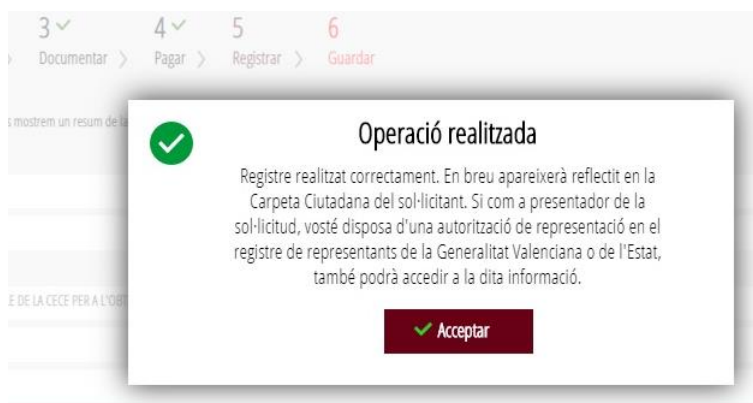 3 4 5 6
Documentar Pagar Registrar Guardar
s mostrem un resum de la
Operació realitzada
Registre realitzat correctament. En breu apareixerà reflectit en la
Carpeta Ciutadana del sol·licitant. Si com a presentador de la
sol·licitud, vosté disposa d'una autorització de representació en el
registre de representants de la Generalitat Valenciana o de l'Estat,
també podrà accedir a la dita informació.
E DE LA CECE PER A L'OBT
Acceptar